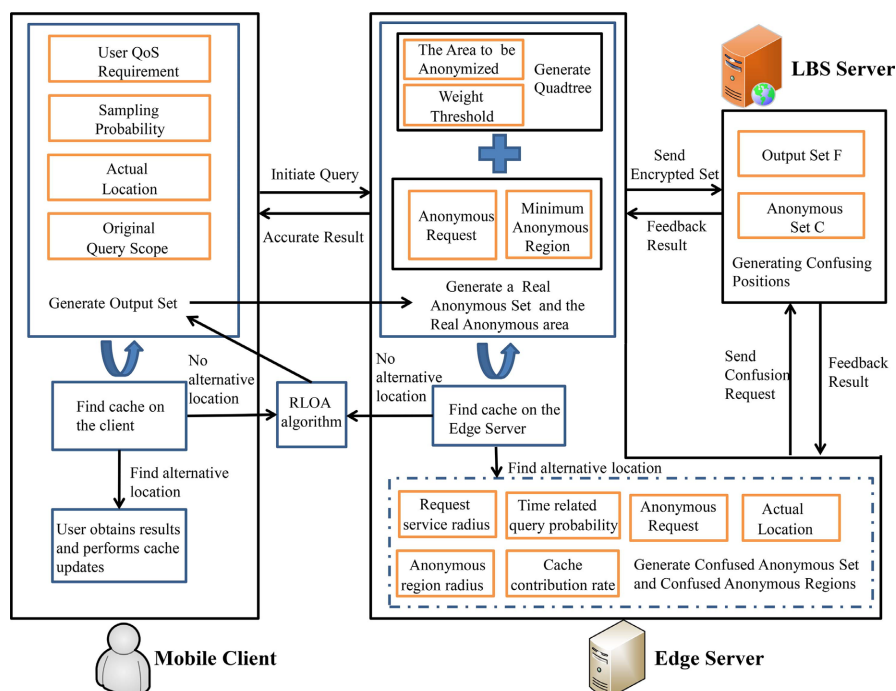 User QoS
Requirement
Sampling
Probability
Actual
Location
Original
Query Scope
Generate Output Set
No
alternative
location
Find cache on
the client
Find alternative
location
User obtains results
and performs cache
updates
Mobile Client
Initiate Query
Accurate Result
RLOA
algorithm
The Area to be
Anonymized
Weight
Threshold
Generate
Quadtree
Anonymous
Request
Minimum
Anonymous
Region
Generate a Real
Anonymous Set and the
Real Anonymous area
No
alternative
location
Find cache on the
Edge Server
Find alternative location
Request
service radius
Time related
query probability
Anonymous
Request
Actual
Location
Anonymous
region radius
Cache
contribution rate
Generate Confused Anonymous Set
and Confused Anonymous Regions
Edge Server
Send
Encrypted Set
Feedback
Result
LBS Server
Output Set F
Anonymous
Set C
Generating Confusing
Positions
Send
Confusion
Request
Feedback
Result